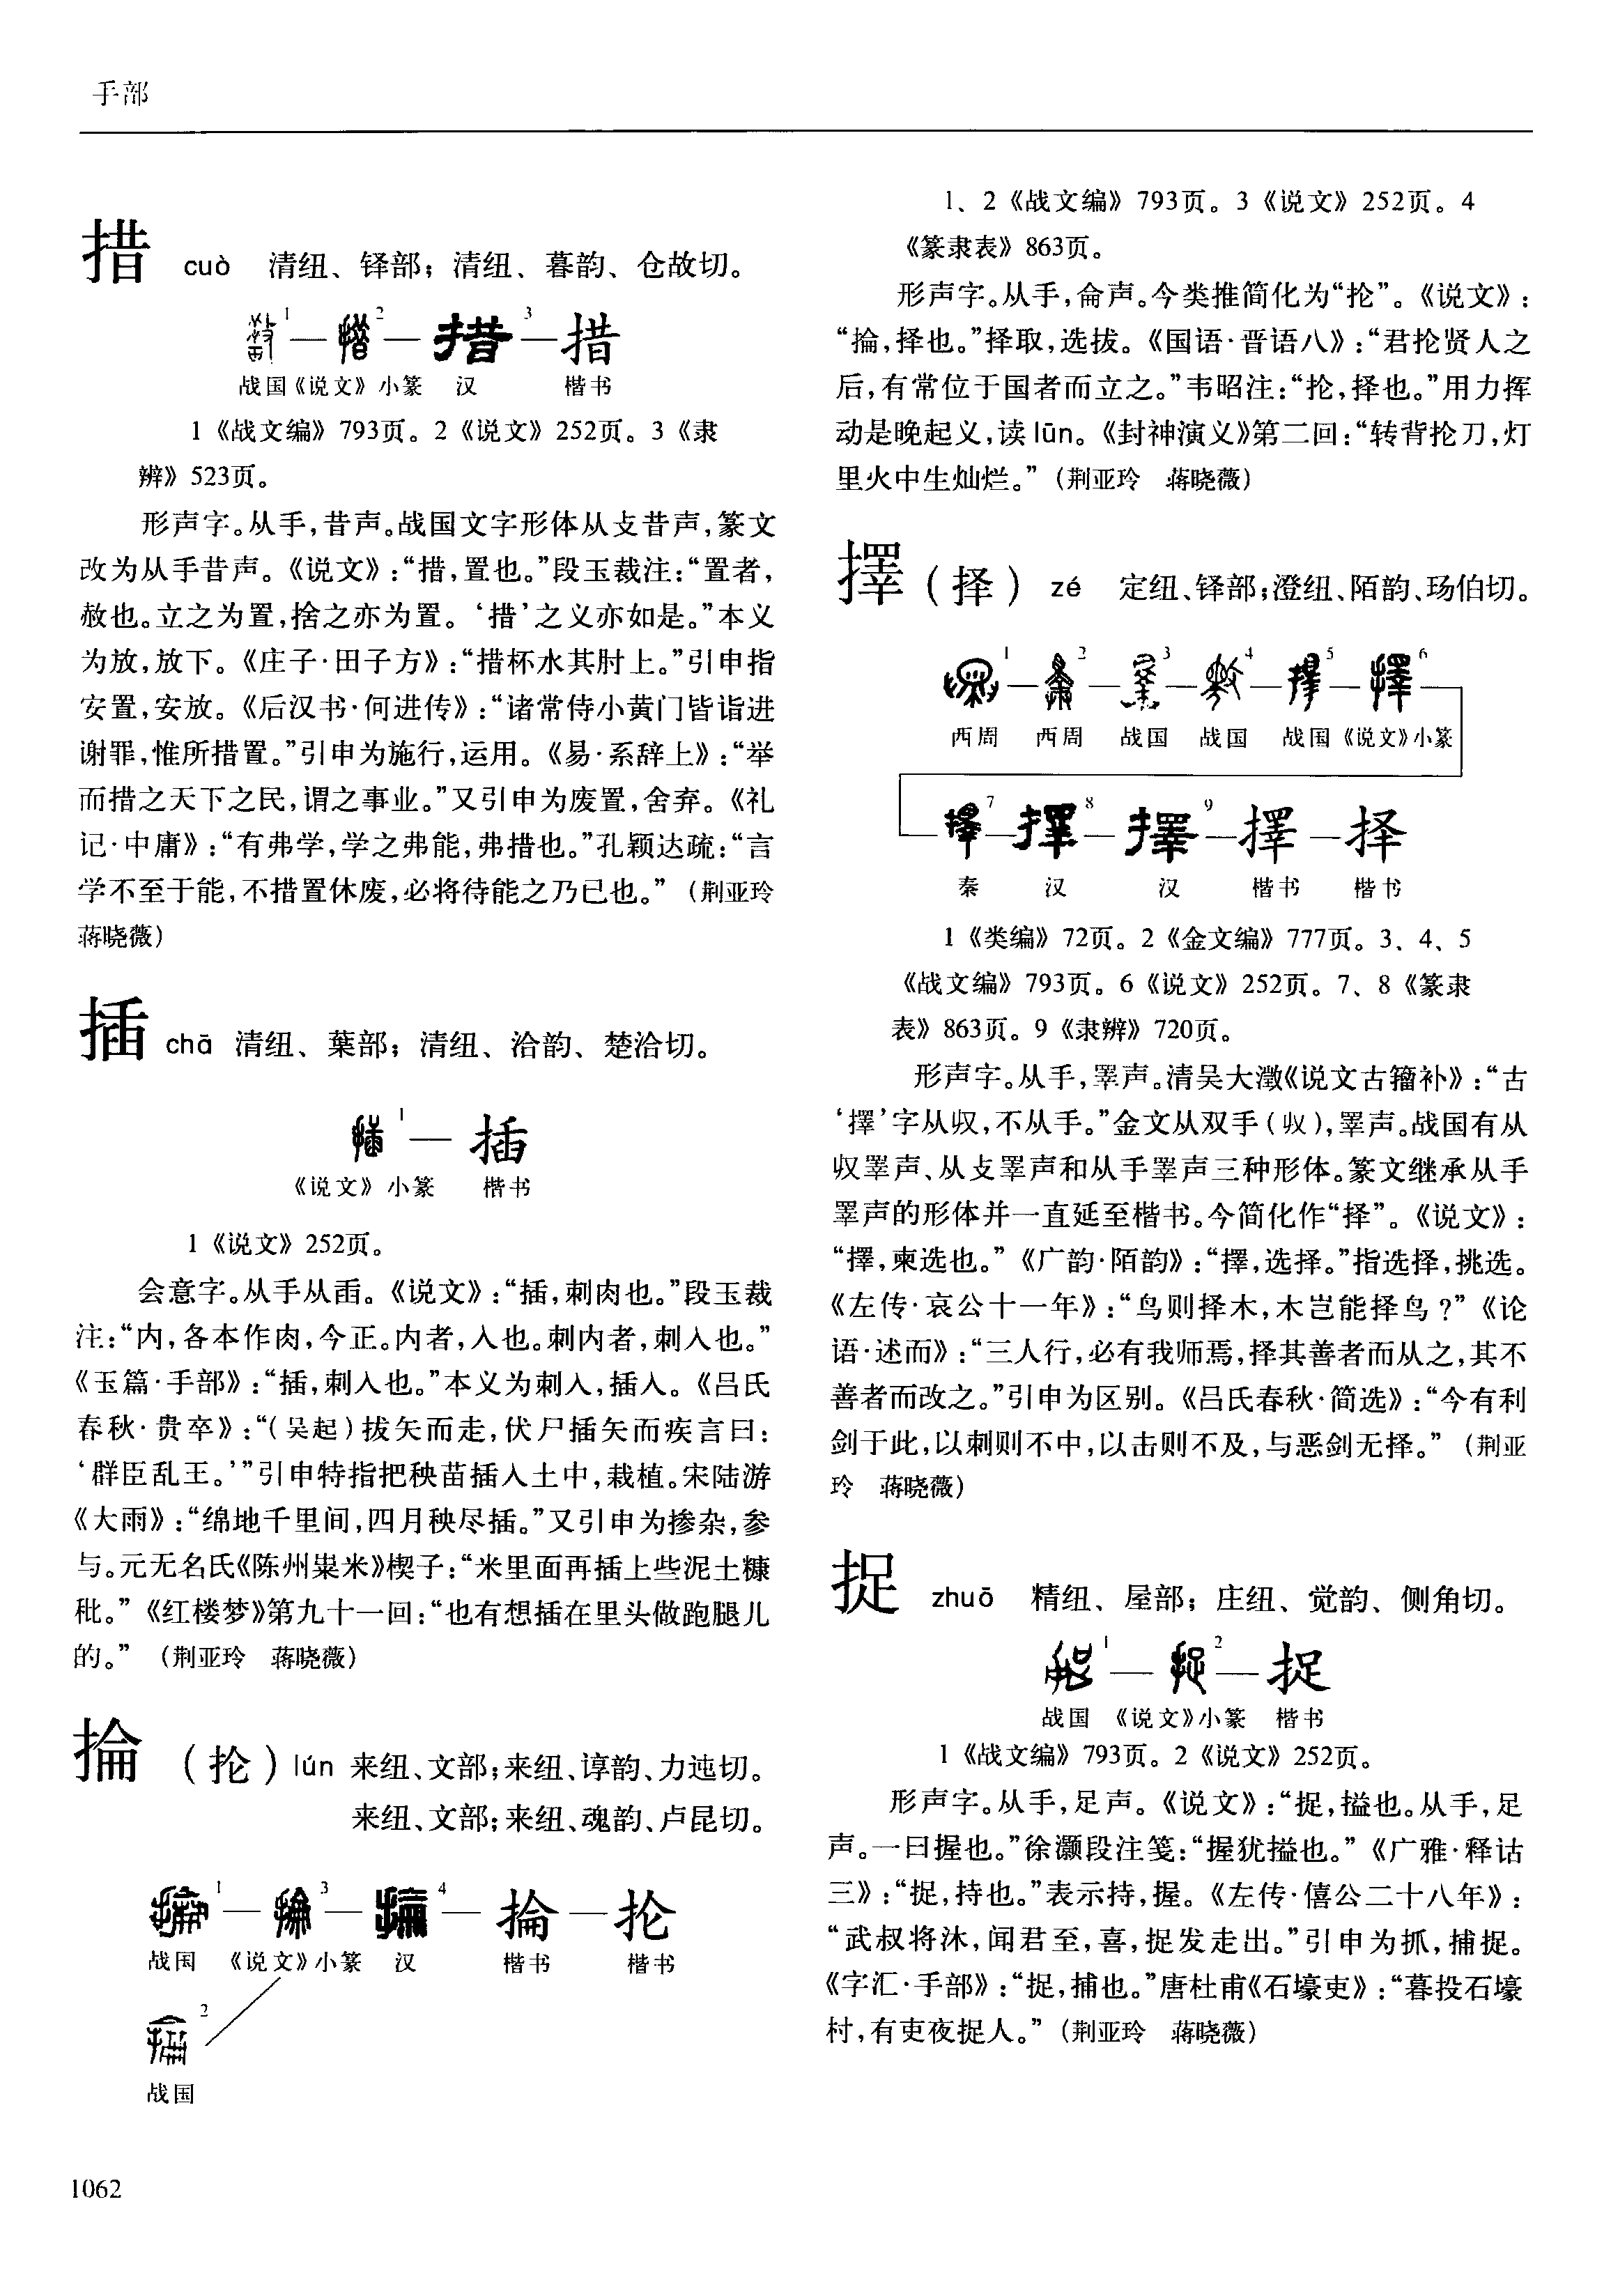 手部
措 cuò 清纽、铎部；清纽、暮韵、仓故切。
1 — 2 — 措 3 — 措
战国《说文》小篆 汉 楷书
1《战文编》793页。2《说文》252页。3《隶
辨》523页。
形声字。从手，昔声。战国文字形体从攴昔声，篆文
改为从手昔声。《说文》：“措，置也。”段玉裁注：“置者，
赦也。立之为置，捨之亦为置。‘措’之义亦如是。”本义
为放，放下。《庄子·田子方》：“措杯水其肘上。”引申指
安置，安放。《后汉书·何进传》：“诸常侍小黄门皆诣进
谢罪，惟所措置。”引申为施行，运用。《易·系辞上》：“举
而措之天下之民，谓之事业。”又引申为废置，舍弃。《礼
记·中庸》：“有弗学，学之弗能，弗措也。”孔颖达疏：“言
学不至于能，不措置休废，必将待能之乃已也。”（荆亚玲
蒋晓薇）
插 chā 清纽、葉部；清纽、洽韵、楚洽切。
1 — 插
《说文》小篆 楷书
1《说文》252页。
会意字。从手从臿。《说文》：“插，刺肉也。”段玉裁
注：“内，各本作肉，今正。内者，入也。刺内者，刺入也。”
《玉篇·手部》：“插，刺入也。”本义为刺入，插入。《吕氏
春秋·贵卒》：“（吴起）拔矢而走，伏尸插矢而疾言曰：
‘群臣乱王。’”引申特指把秧苗插入土中，栽植。宋陆游
《大雨》：“绵地千里间，四月秧尽插。”又引申为掺杂，参
与。元无名氏《陈州粜米》楔子：“米里面再插上些泥土糠
秕。”《红楼梦》第九十一回：“也有想插在里头做跑腿儿
的。”（荆亚玲 蒋晓薇）
掄（抡）lún 来纽、文部；来纽、谆韵、力迍切。
来纽、文部；来纽、魂韵、卢昆切。
1 — 3 — 4 — 掄 — 抡
战国 《说文》小篆 汉 楷书 楷书
2
战国
1062
1、2《战文编》793页。3《说文》252页。4
《篆隶表》863页。
形声字。从手，侖声。今类推简化为“抡”。《说文》：
“掄，择也。”择取，选拔。《国语·晋语八》：“君抡贤人之
后，有常位于国者而立之。”韦昭注：“抡，择也。”用力挥
动是晚起义，读lūn。《封神演义》第二回：“转背抡刀，灯
里火中生灿烂。”（荆亚玲 蒋晓薇）
擇（择）zé 定纽、铎部；澄纽、陌韵、玚伯切。
1 — 2 — 3 — 4 — 5 — 6
西周 西周 战国 战国 战国《说文》小篆
7 — 擇 8 — 擇 9 — 擇 — 择
秦 汉 汉 楷书 楷书
1《类编》72页。2《金文编》777页。3、4、5
《战文编》793页。6《说文》252页。7、8《篆隶
表》863页。9《隶辨》720页。
形声字。从手，睪声。清吴大澂《说文古籀补》：“古
‘擇’字从収，不从手。”金文从双手（収），睪声。战国有从
収睪声、从攴睪声和从手睪声三种形体。篆文继承从手
睪声的形体并一直延至楷书。今简化作“择”。《说文》：
“擇，柬选也。”《广韵·陌韵》：“擇，选择。”指选择，挑选。
《左传·哀公十一年》：“鸟则择木，木岂能择鸟？”《论
语·述而》：“三人行，必有我师焉，择其善者而从之，其不
善者而改之。”引申为区别。《吕氏春秋·简选》：“今有利
剑于此，以刺则不中，以击则不及，与恶剑无择。”（荆亚
玲 蒋晓薇）
捉 zhuō 精纽、屋部；庄纽、觉韵、侧角切。
1 — 2 — 捉
战国 《说文》小篆 楷书
1《战文编》793页。2《说文》252页。
形声字。从手，足声。《说文》：“捉，搤也。从手，足
声。一曰握也。”徐灏段注笺：“握犹搤也。”《广雅·释诂
三》：“捉，持也。”表示持，握。《左传·僖公二十八年》：
“武叔将沐，闻君至，喜，捉发走出。”引申为抓，捕捉。
《字汇·手部》：“捉，捕也。”唐杜甫《石壕吏》：“暮投石壕
村，有吏夜捉人。”（荆亚玲 蒋晓薇）